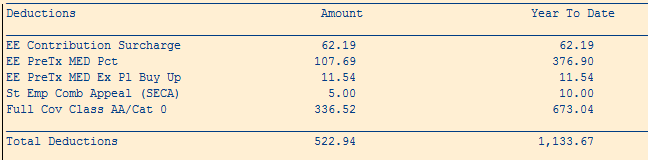 Deductions Amount Year To Date
EE Contribution Surcharge 62.19 62.19
EE PreTx MED Pct 107.69 376.90
EE PreTx MED Ex Pl Buy Up 11.54 11.54
St Emp Comb Appeal (SECA) 5.00 10.00
Full Cov Class AA/Cat 0 336.52 673.04
Total Deductions 522.94 1,133.67